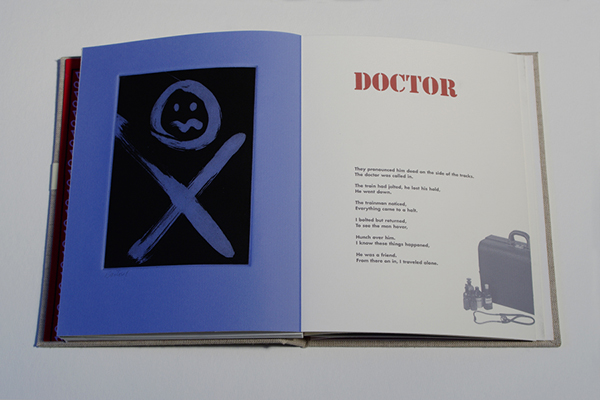 DOCTOR
They pronounced him dead on the side of the tracks.
The doctor was called in.
The train had jolted, he lost his hold,
He went down.
The trainmen noticed,
Everything came to a halt.
I bolted but returned,
To see the man hover,
Hunch over him,
I knew these things happened,
He was a friend.
From there on in, I traveled alone.